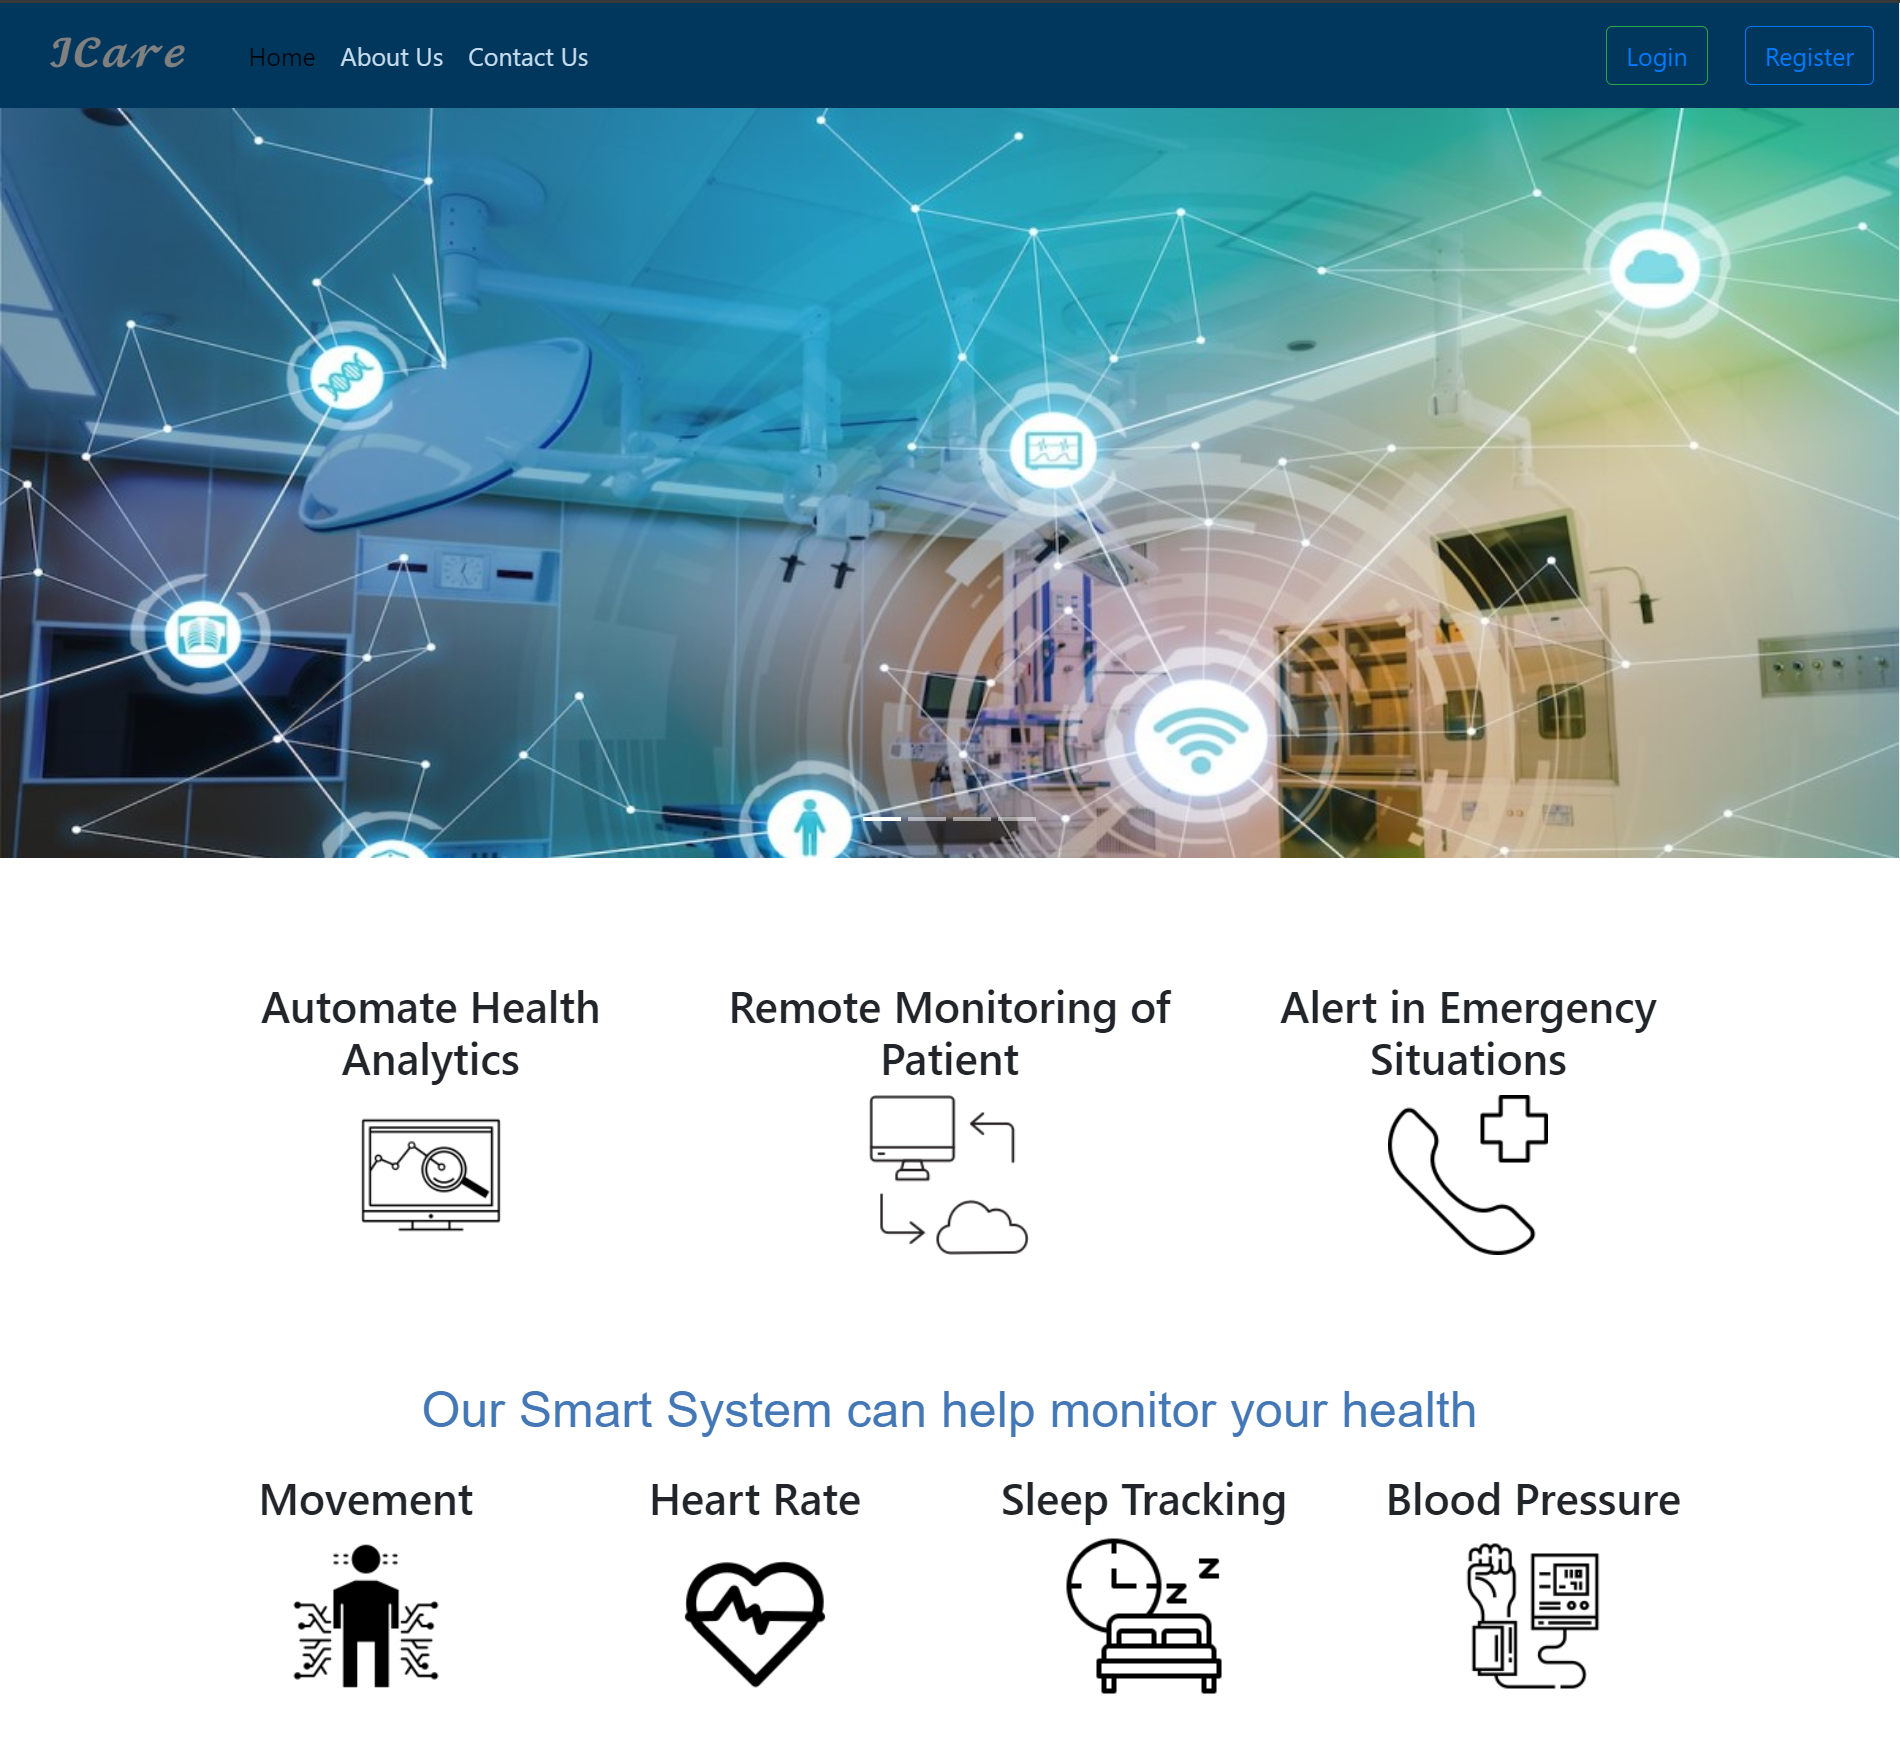 ICare
Home About Us Contact Us
Login Register
Automate Health
Analytics
Remote Monitoring of
Patient
Alert in Emergency
Situations
Our Smart System can help monitor your health
Movement
Heart Rate
Sleep Tracking
z z
Blood Pressure